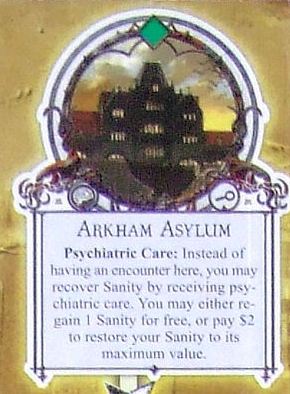 ARKHAM ASYLUM
Psychiatric Care: Instead of
having an encounter here, you may
recover Sanity by receiving psy-
chiatric care. You may either re-
gain 1 Sanity for free, or pay $2
to restore your Sanity to its
maximum value.